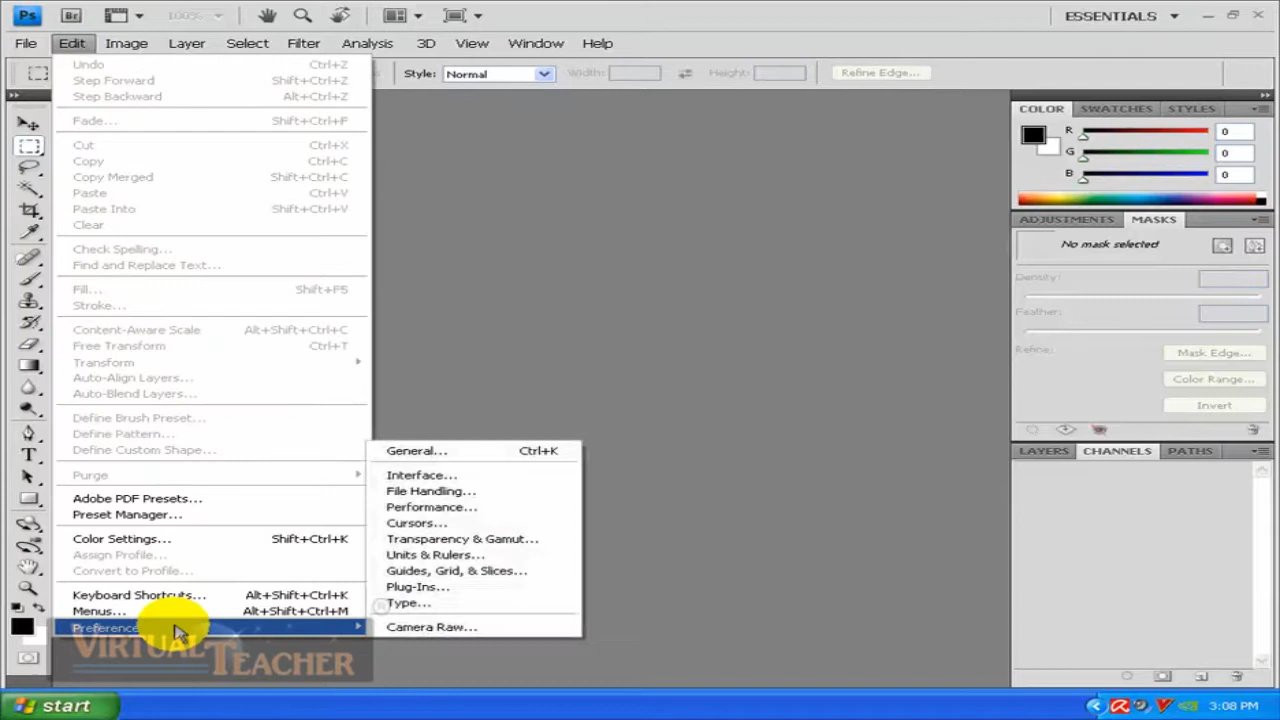 Ps Br 100% ESSENTIALS
File Edit Image Layer Select Filter Analysis 3D View Window Help
Style: Normal Width: Height: Refine Edge...
Undo Ctrl+Z
Step Forward Shift+Ctrl+Z
Step Backward Alt+Ctrl+Z
Fade... Shift+Ctrl+F
Cut Ctrl+X
Copy Ctrl+C
Copy Merged Shift+Ctrl+C
Paste Ctrl+V
Paste Into Shift+Ctrl+V
Clear
Check Spelling...
Find and Replace Text...
Fill... Shift+F5
Stroke...
Content-Aware Scale Alt+Shift+Ctrl+C
Free Transform Ctrl+T
Transform
Auto-Align Layers...
Auto-Blend Layers...
Define Brush Preset...
Define Pattern...
Define Custom Shape...
Purge
Adobe PDF Presets...
Preset Manager...
Color Settings... Shift+Ctrl+K
Assign Profile...
Convert to Profile...
Keyboard Shortcuts... Alt+Shift+Ctrl+K
Menus... Alt+Shift+Ctrl+M
Preference
General... Ctrl+K
Interface...
File Handling...
Performance...
Cursors...
Transparency & Gamut...
Units & Rulers...
Guides, Grid, & Slices...
Plug-Ins...
Type...
Camera Raw...
COLOR SWATCHES STYLES
R 0
G 0
B 0
ADJUSTMENTS MASKS
No mask selected
Density:
Feather:
Refine: Mask Edge...
Color Range...
Invert
LAYERS CHANNELS PATHS
VIRTUAL TEACHER
®
start 3:08 PM